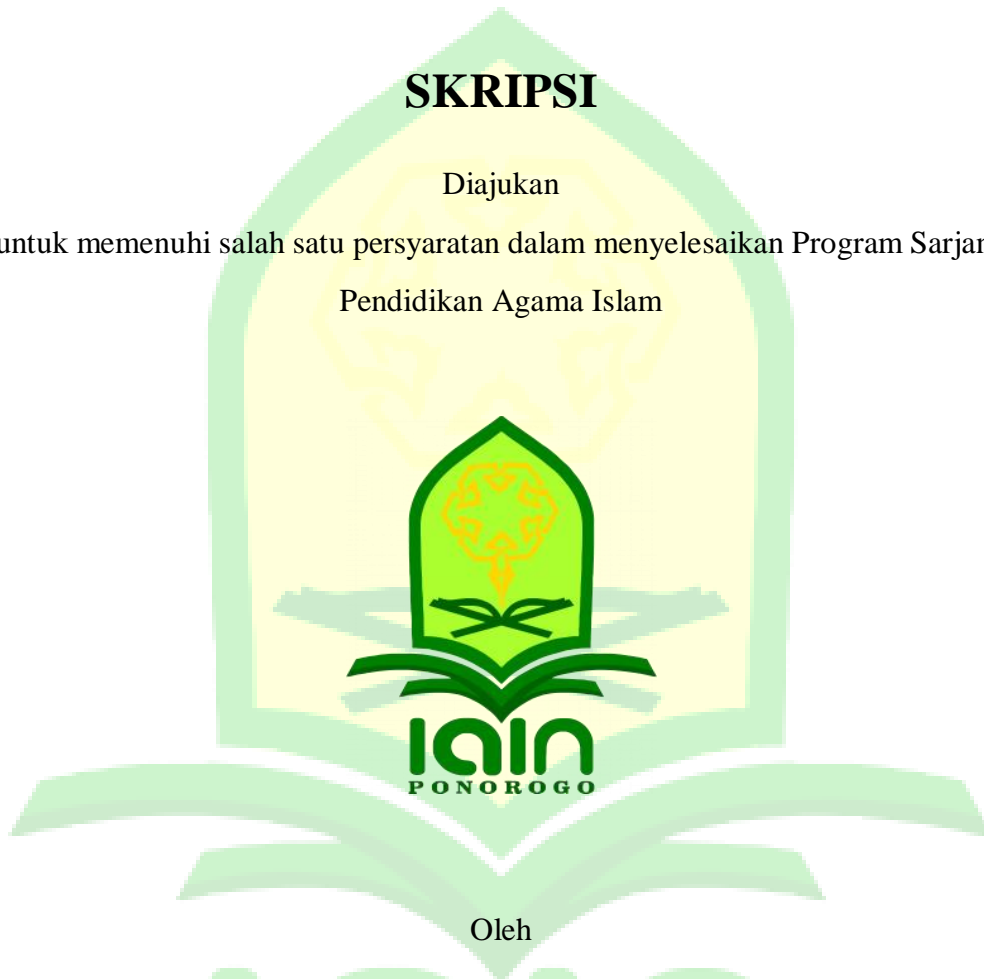 SKRIPSI
Diajukan
untuk memenuhi salah satu persyaratan dalam menyelesaikan Program Sarjan
Pendidikan Agama Islam
IAIN
PONOROGO
Oleh